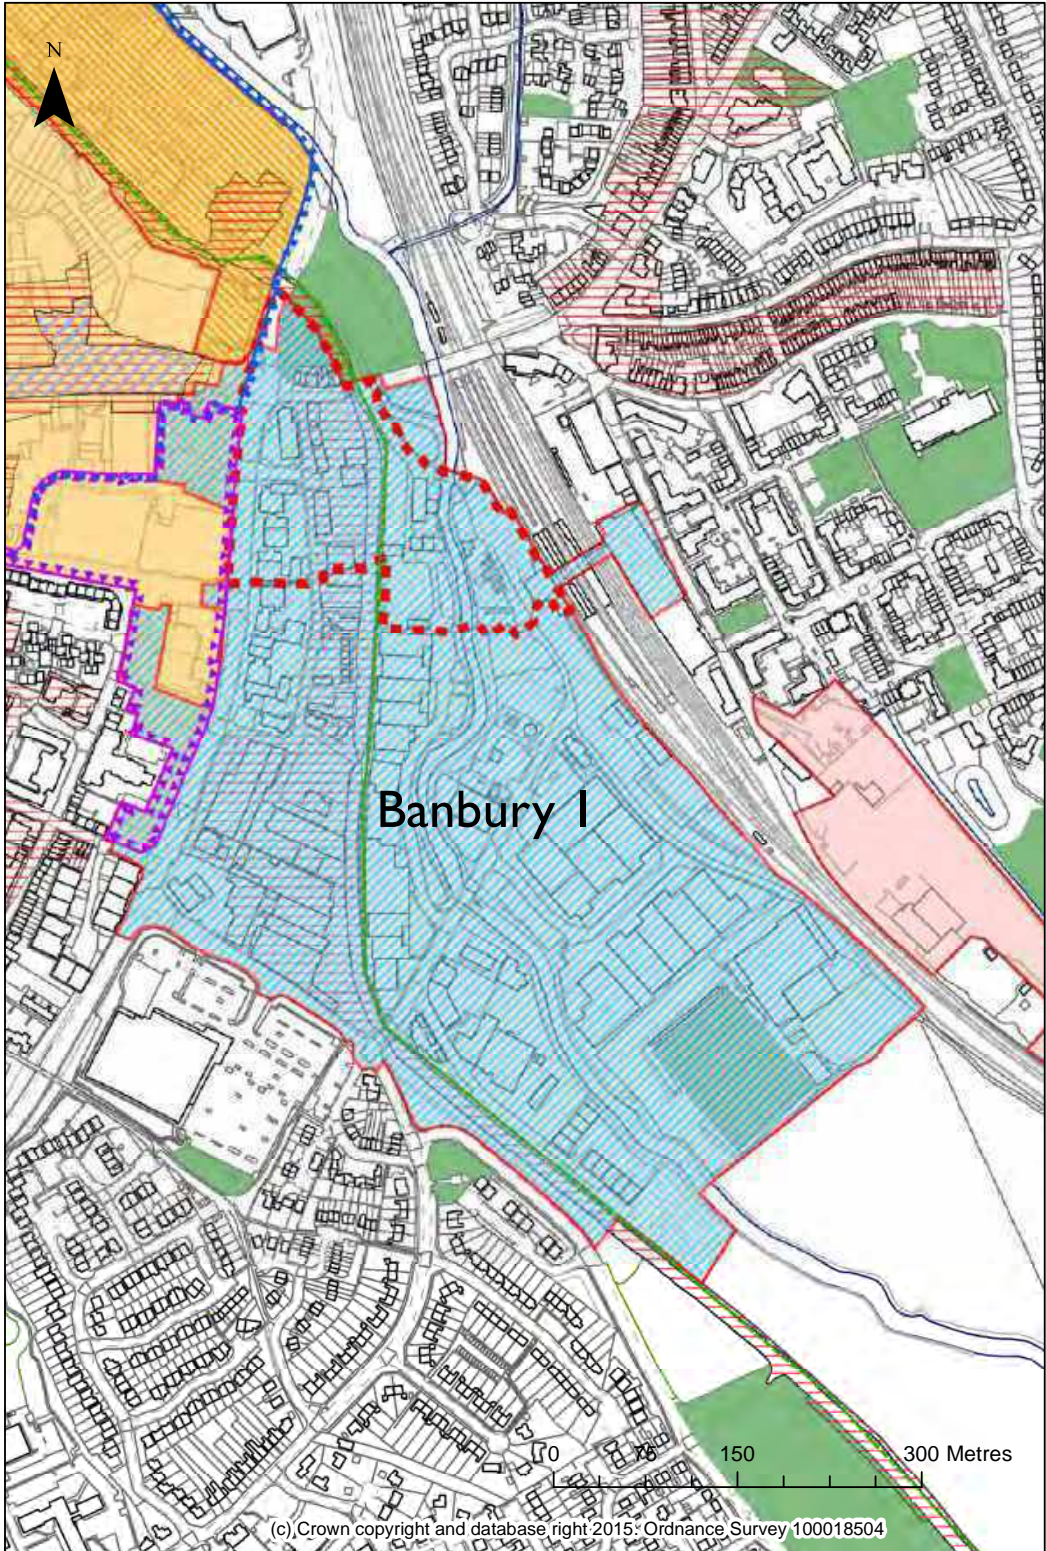 N
Banbury 1
0 75 150 300 Metres
(c) Crown copyright and database right 2015. Ordnance Survey 100018504